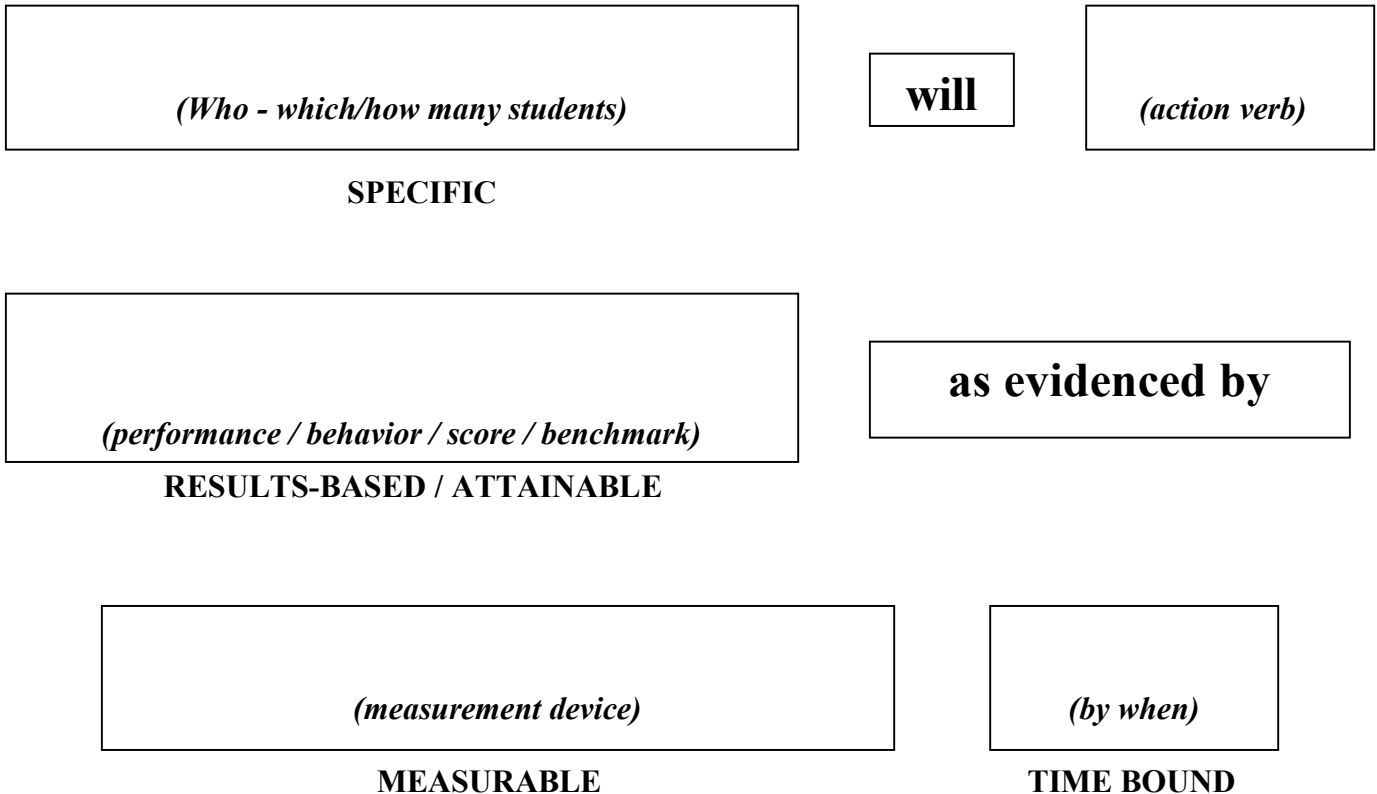 (Who - which/how many students)
will
(action verb)
SPECIFIC
(performance / behavior / score / benchmark)
as evidenced by
RESULTS-BASED / ATTAINABLE
(measurement device)
(by when)
MEASURABLE
TIME BOUND